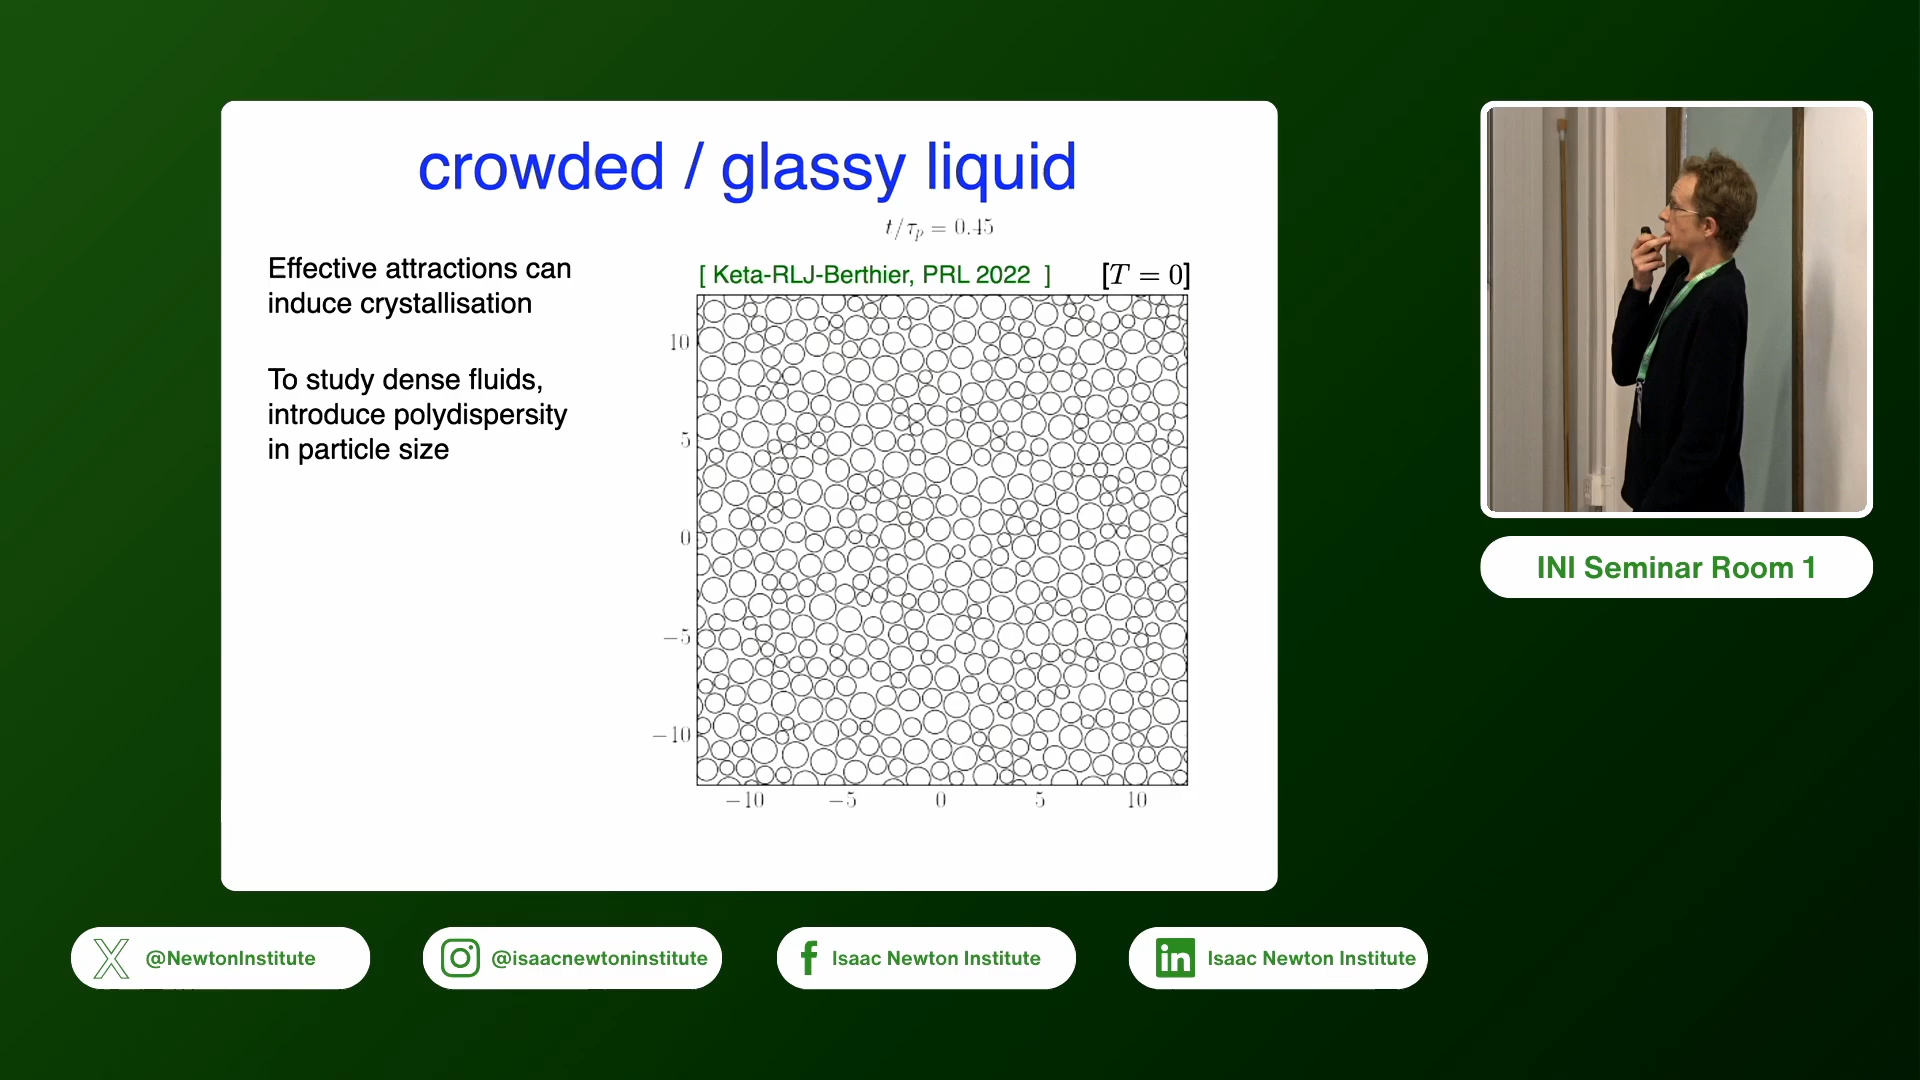 crowded / glassy liquid
t/τₚ = 0.45
Effective attractions can
induce crystallisation
To study dense fluids,
introduce polydispersity
in particle size
[ Keta-RLJ-Berthier, PRL 2022 ]
[T = 0]
10
5
0
−5
−10
−10 −5 0 5 10
INI Seminar Room 1
@NewtonInstitute
@isaacnewtoninstitute
Isaac Newton Institute
in Isaac Newton Institute